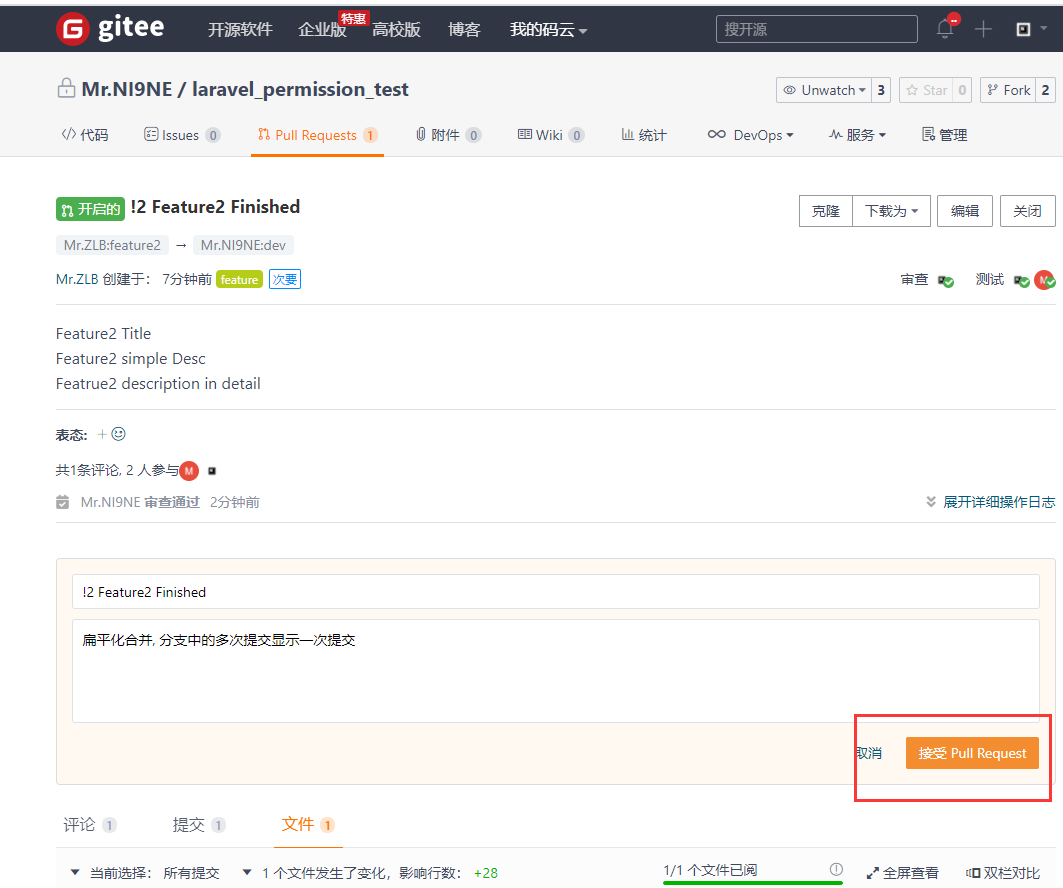 gitee 开源软件 企业版 特惠 高校版 博客 我的码云 搜开源
Mr.NI9NE / laravel_permission_test Unwatch 3 Star 0 Fork 2
代码 Issues 0 Pull Requests 1 附件 0 Wiki 0 统计 DevOps 服务 管理
开启的 !2 Feature2 Finished 克隆 下载为 编辑 关闭
Mr.ZLB:feature2 → Mr.NI9NE:dev
Mr.ZLB 创建于： 7分钟前 feature 次要 审查 测试 M
Feature2 Title
Feature2 simple Desc
Featrue2 description in detail
表态:
共1条评论, 2 人参与 M
Mr.NI9NE 审查通过 2分钟前 展开详细操作日志
!2 Feature2 Finished
扁平化合并, 分支中的多次提交显示一次提交
取消 接受 Pull Request
评论 1 提交 1 文件 1
当前选择： 所有提交 1 个文件发生了变化，影响行数： +28 1/1 个文件已阅 全屏查看 双栏对比